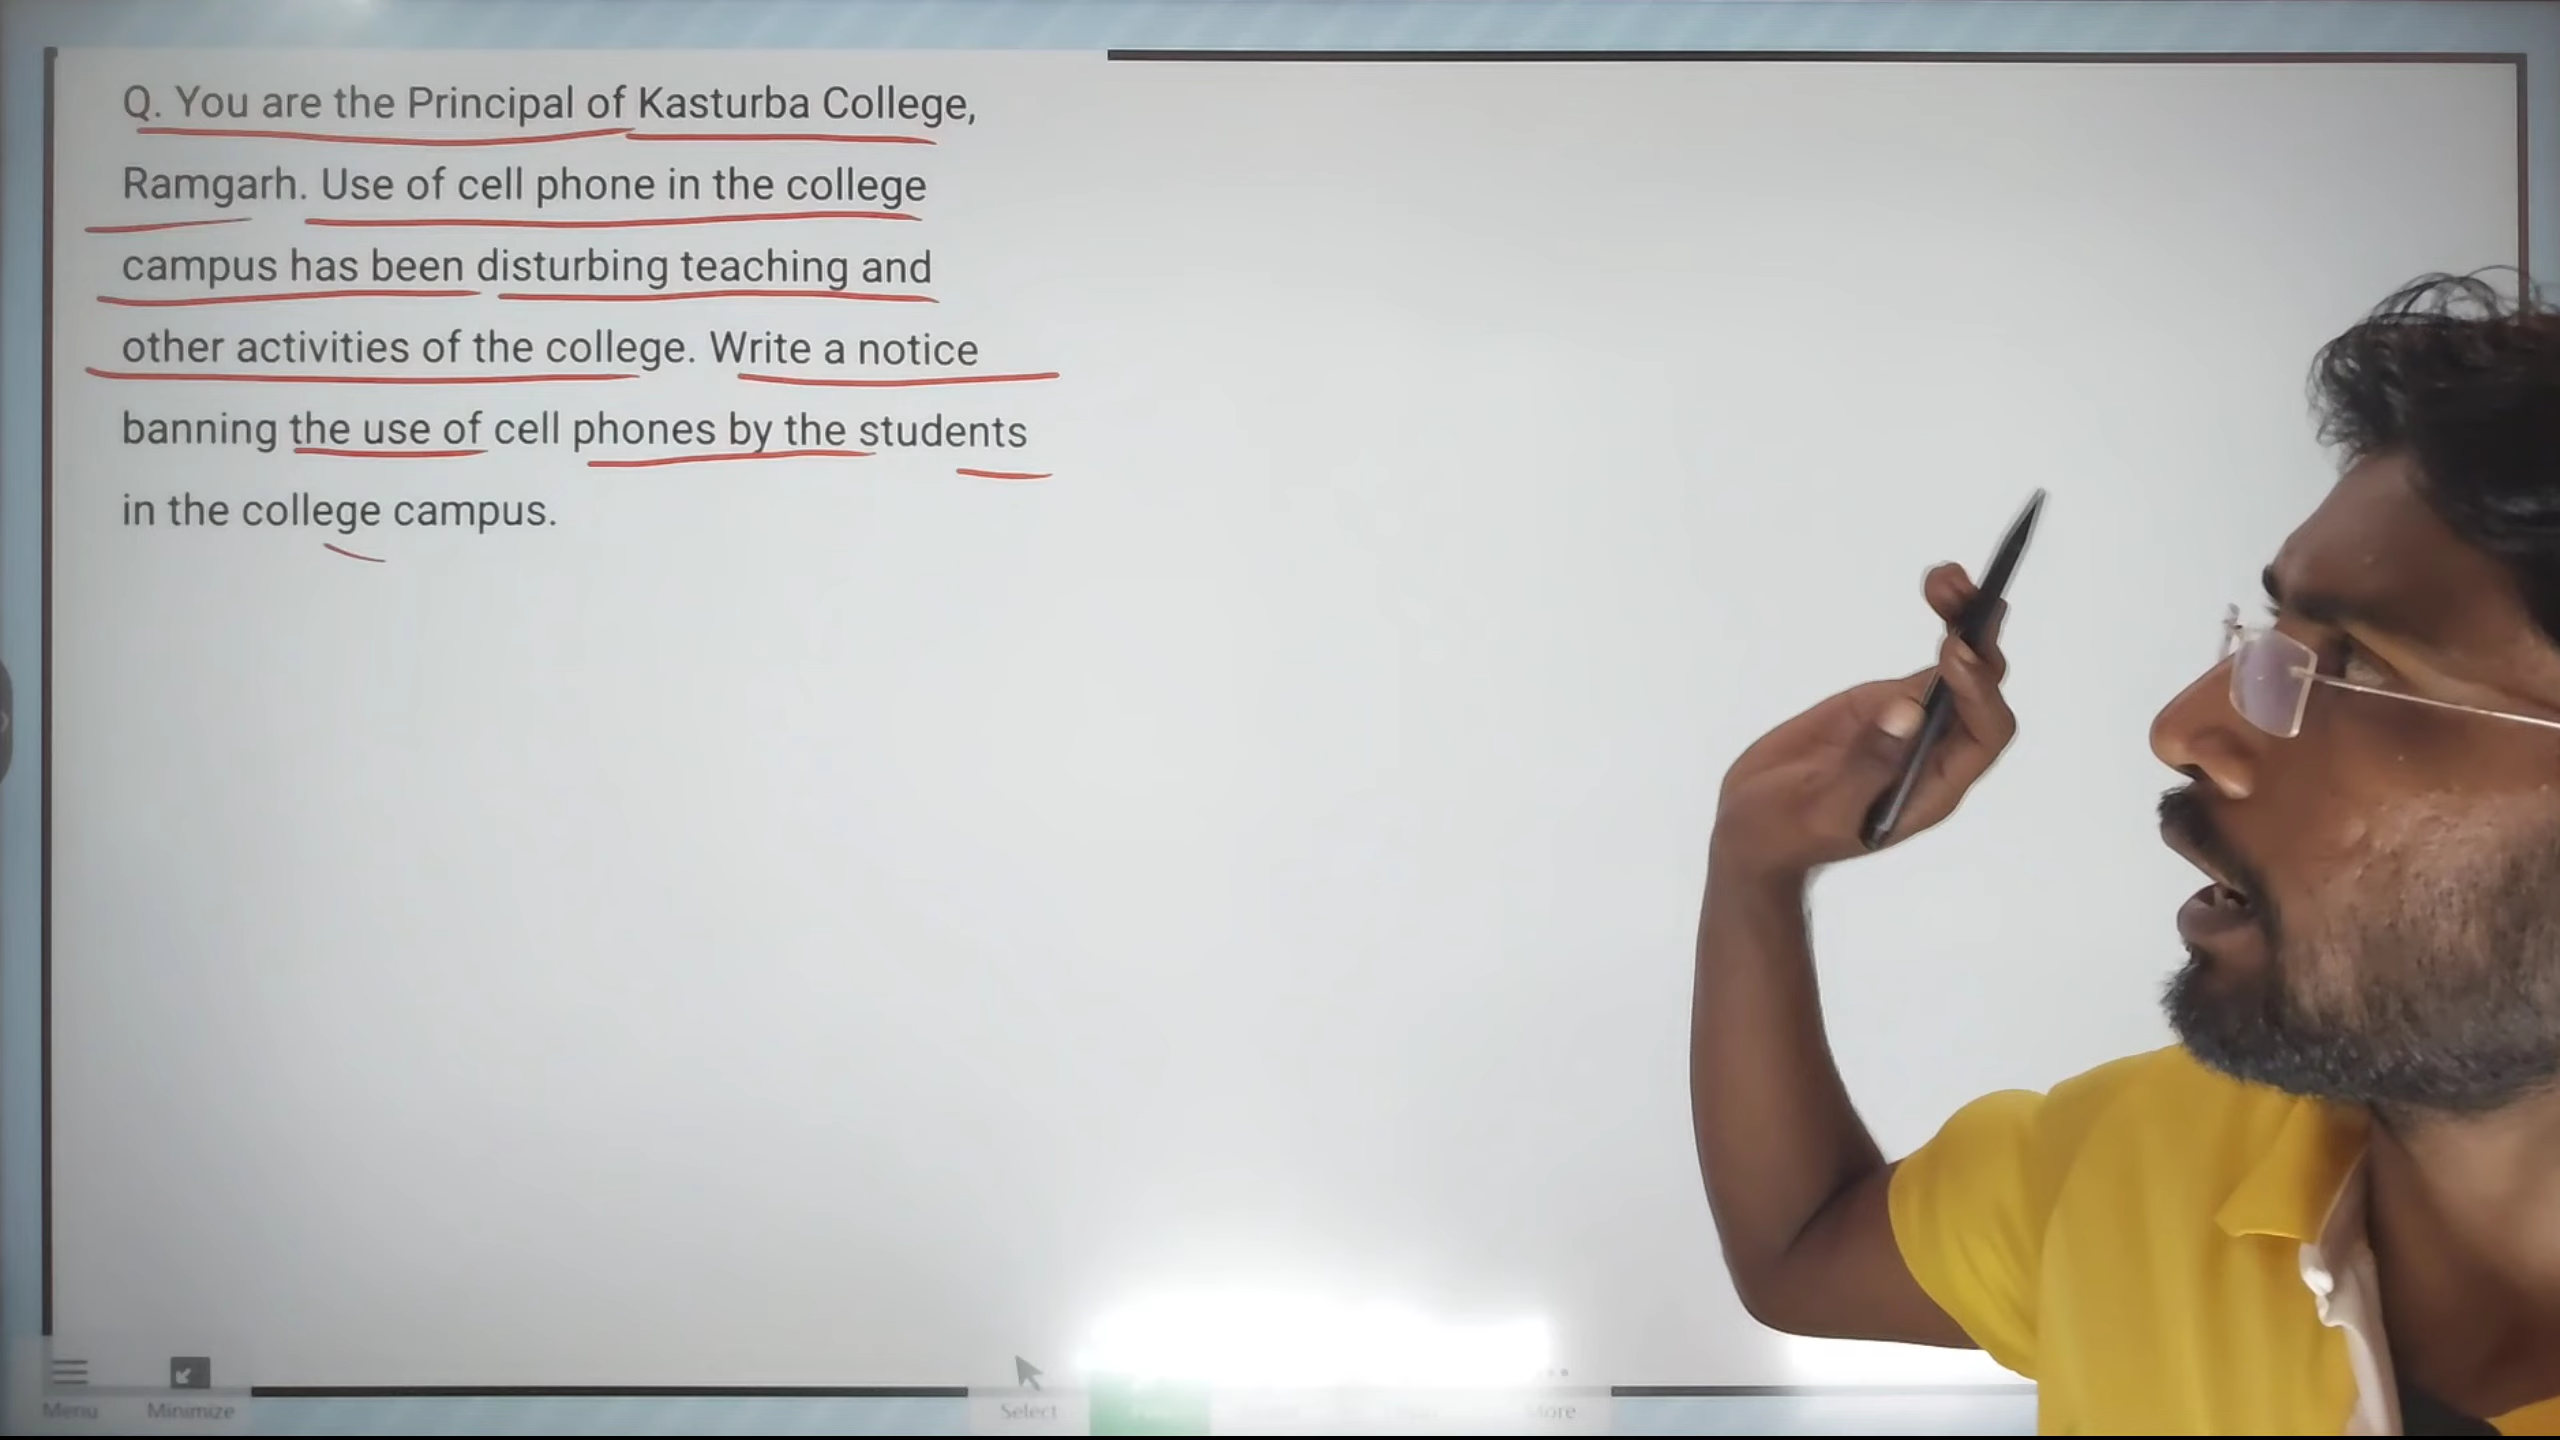 Q. You are the Principal of Kasturba College,
Ramgarh. Use of cell phone in the college
campus has been disturbing teaching and
other activities of the college. Write a notice
banning the use of cell phones by the students
in the college campus.
Menu
Minimize
Select
More